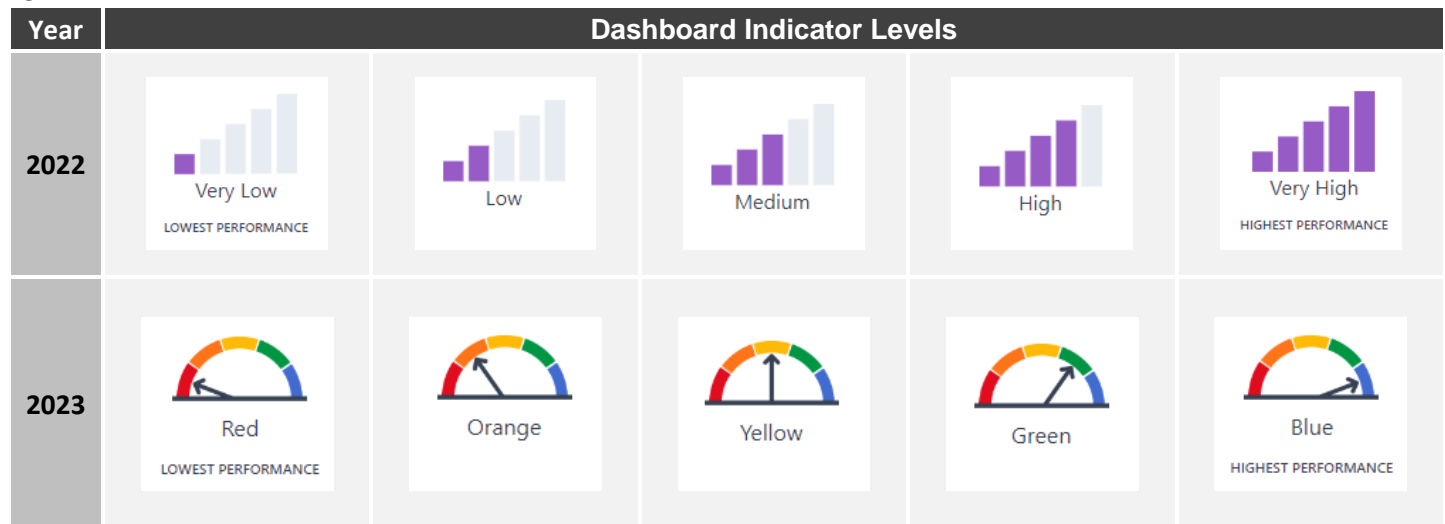 Year Dashboard Indicator Levels
2022
Very Low
LOWEST PERFORMANCE
Low
Medium
High
Very High
HIGHEST PERFORMANCE
2023
Red
LOWEST PERFORMANCE
Orange
Yellow
Green
Blue
HIGHEST PERFORMANCE